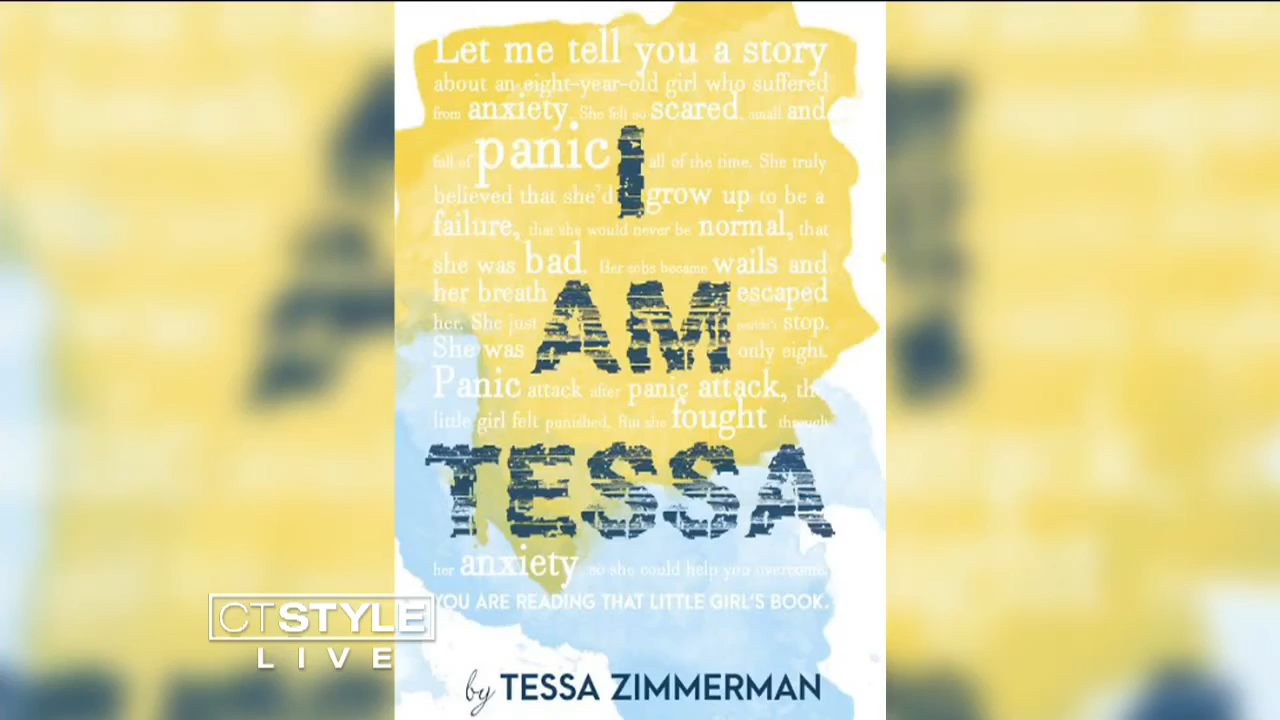 Let me tell you a story
about an eight-year-old girl who suffered
from anxiety. She felt so scared, small and
full of panic all of the time. She truly
believed that she'd grow up to be a
failure, that she would never be normal, that
she was bad. Her sobs became wails and
her breath escaped
her. She just couldn't stop.
She was only eight.
Panic attack after panic attack, the
little girl felt punished. But she fought through
her anxiety so she could help you overcome.
YOU ARE READING THAT LITTLE GIRL'S BOOK.
I
AM
TESSA
by TESSA ZIMMERMAN
CTSTYLE
LIVE